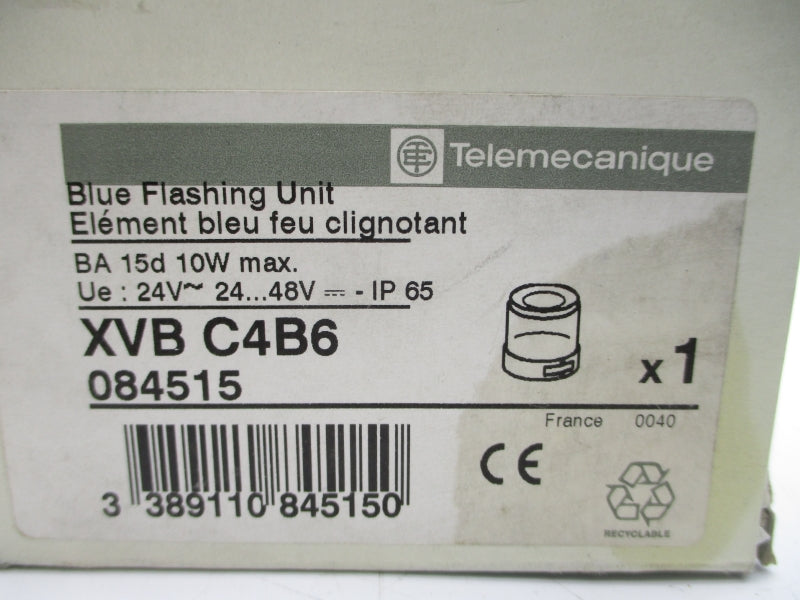 Telemecanique
Blue Flashing Unit
Elément bleu feu clignotant
BA 15d 10W max.
Ue : 24V~ 24...48V ⎓ - IP 65
XVB C4B6
084515
x 1
France 0040
CE
3 389110 845150
RECYCLABLE